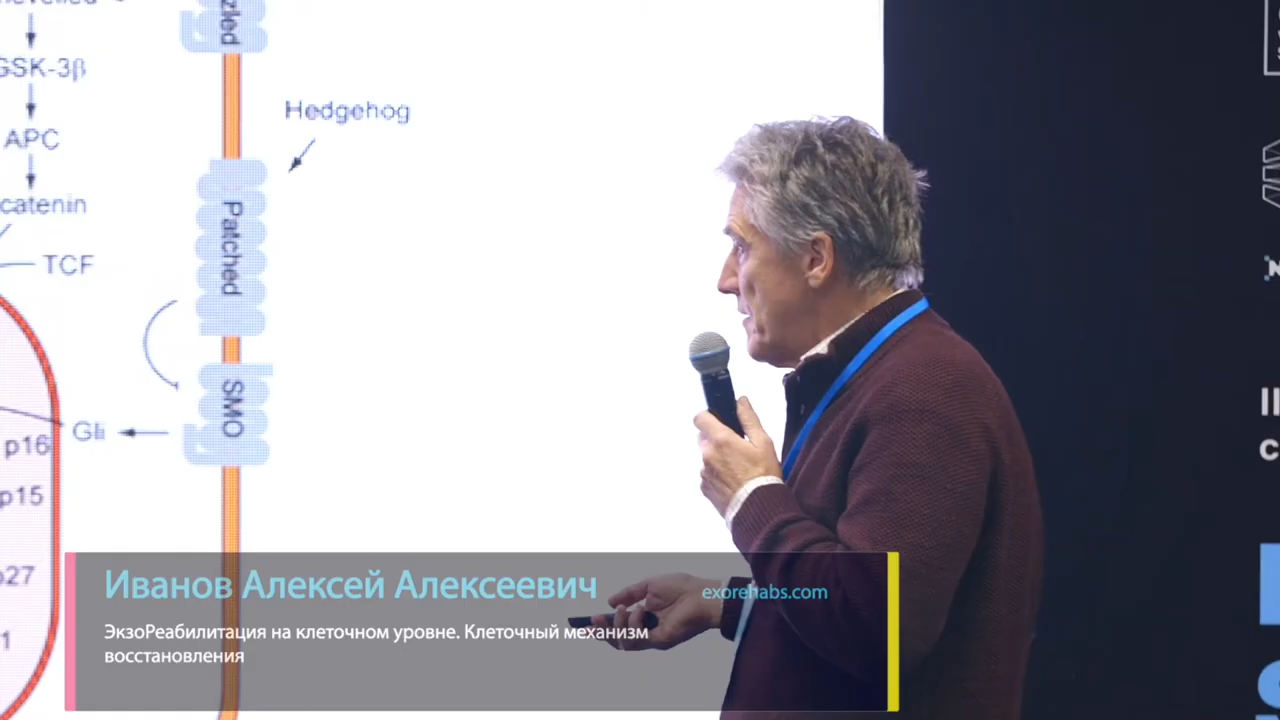 GSK-3β
APC
catenin
TCF
Hedgehog
Patched
SMO
Gli
p16
p15
p27
Иванов Алексей Алексеевич
exorehabs.com
ЭкзоРеабилитация на клеточном уровне. Клеточный механизм
восстановления